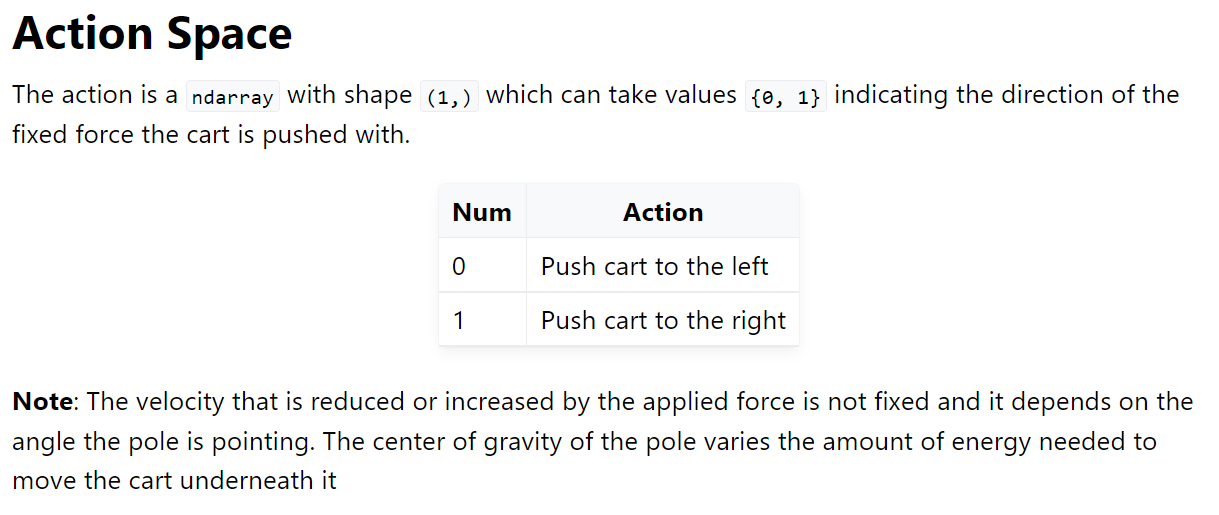 Action Space
The action is a ndarray with shape (1,) which can take values {0, 1} indicating the direction of the
fixed force the cart is pushed with.
Num Action
0 Push cart to the left
1 Push cart to the right
Note: The velocity that is reduced or increased by the applied force is not fixed and it depends on the
angle the pole is pointing. The center of gravity of the pole varies the amount of energy needed to
move the cart underneath it